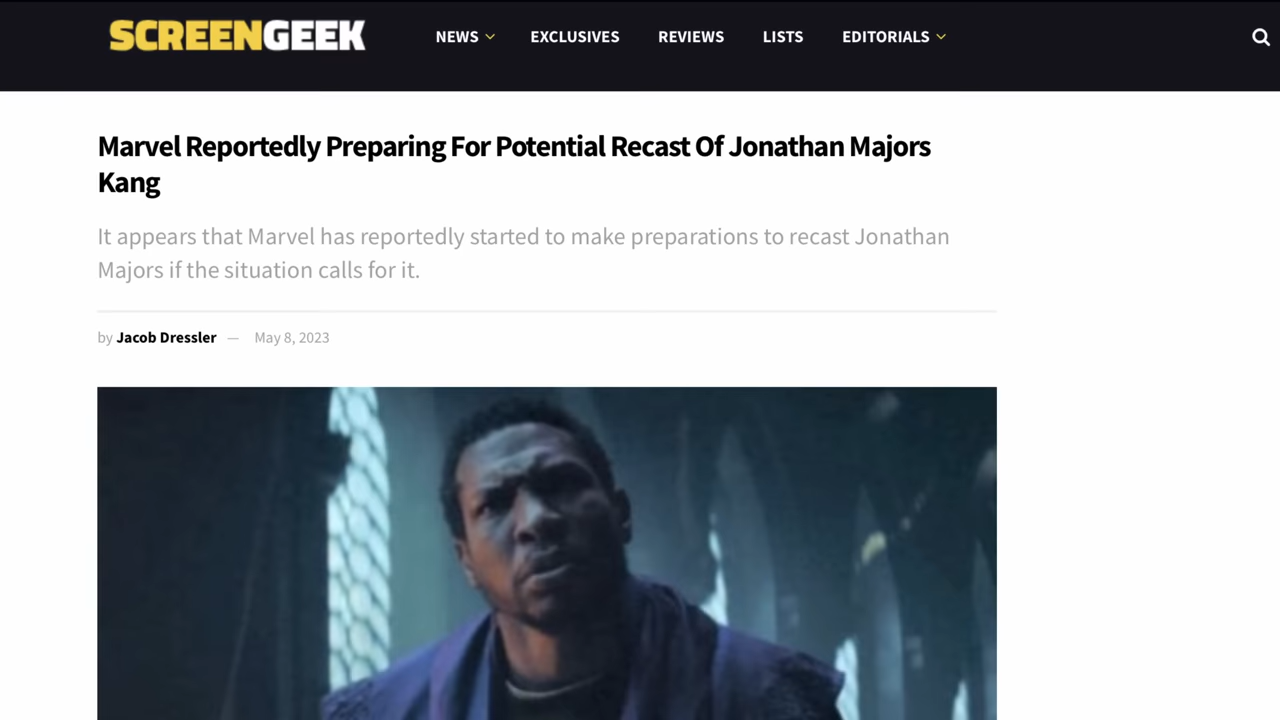 SCREENGEEK NEWS EXCLUSIVES REVIEWS LISTS EDITORIALS
Marvel Reportedly Preparing For Potential Recast Of Jonathan Majors
Kang
It appears that Marvel has reportedly started to make preparations to recast Jonathan
Majors if the situation calls for it.
by Jacob Dressler — May 8, 2023